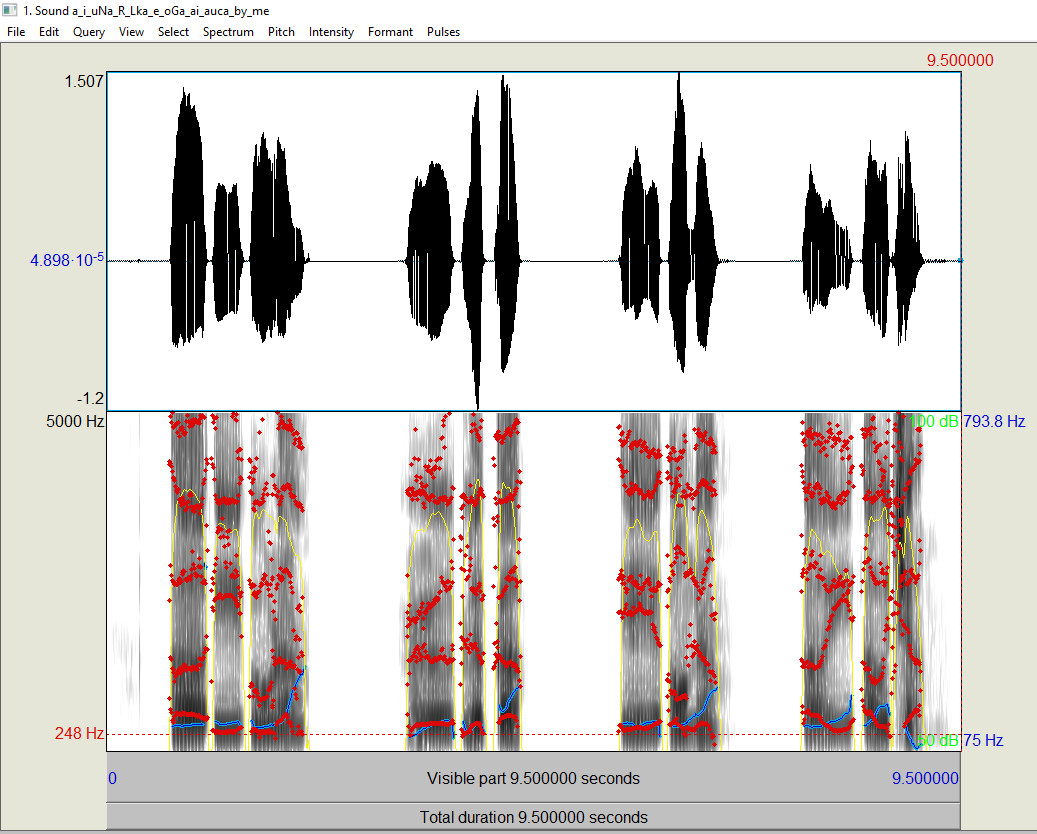 1. Sound a_i_uNa_R_Lka_e_oGa_ai_auca_by_me
File Edit Query View Select Spectrum Pitch Intensity Formant Pulses
9.500000
1.507
4.898·10-5
-1.2
5000 Hz 100 dB 793.8 Hz
248 Hz
50 dB 75 Hz
0 Visible part 9.500000 seconds 9.500000
Total duration 9.500000 seconds